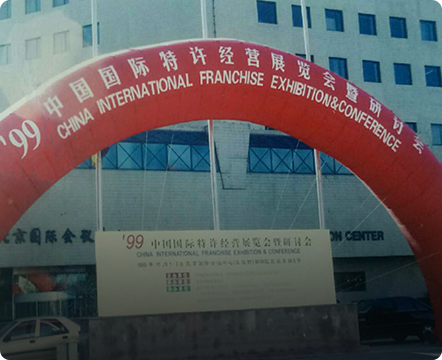 '99 中国国际特许经营展览会暨研讨会
CHINA INTERNATIONAL FRANCHISE EXHIBITION&CONFERENCE
北京国际会议
ON CENTER
'99 中国国际特许经营展览会暨研讨会
CHINA INTERNATIONAL FRANCHISE EXHIBITION & CONFERENCE